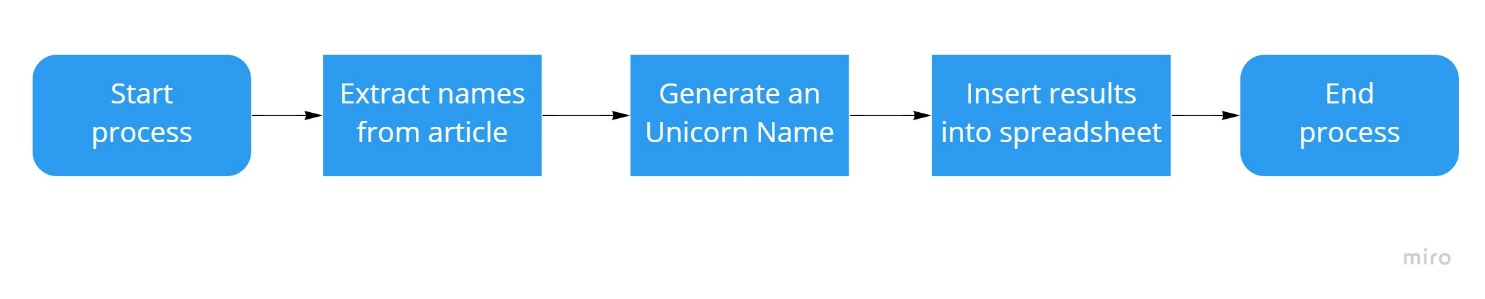 Start
process
Extract names
from article
Generate an
Unicorn Name
Insert results
into spreadsheet
End
process
miro